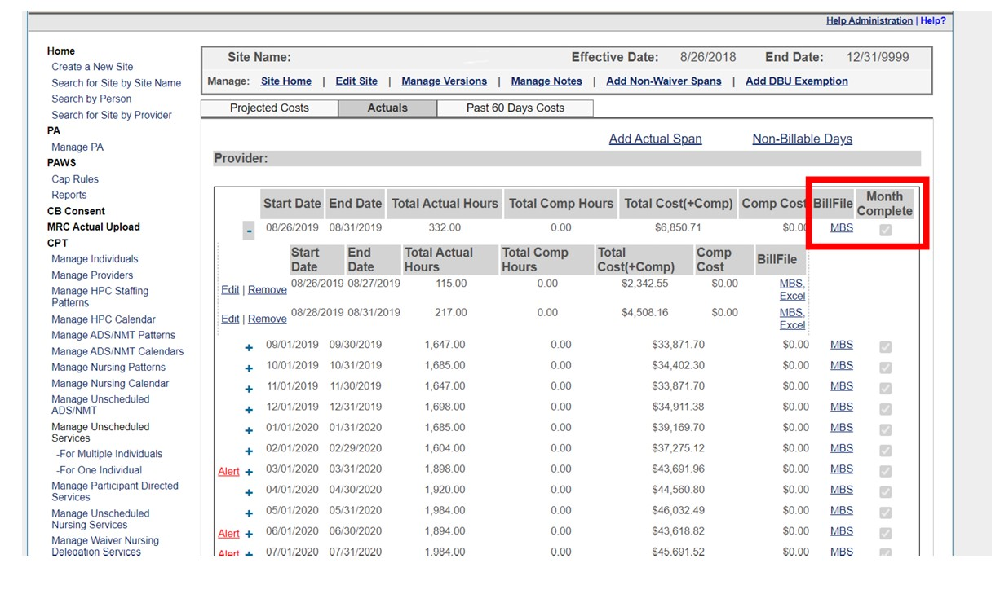 Help Administration | Help?
Home
Create a New Site
Search for Site by Site Name
Search by Person
Search for Site by Provider
PA
Manage PA
PAWS
Cap Rules
Reports
CB Consent
MRC Actual Upload
CPT
Manage Individuals
Manage Providers
Manage HPC Staffing
Patterns
Manage HPC Calendar
Manage ADS/NMT Patterns
Manage ADS/NMT Calendars
Manage Nursing Patterns
Manage Nursing Calendar
Manage Unscheduled
ADS/NMT
Manage Unscheduled
Services
-For Multiple Individuals
-For One Individual
Manage Participant Directed
Services
Manage Unscheduled
Nursing Services
Manage Waiver Nursing
Delegation Services
Site Name: Effective Date: 8/26/2018 End Date: 12/31/9999
Manage: Site Home | Edit Site | Manage Versions | Manage Notes | Add Non-Waiver Spans | Add DBU Exemption
Projected Costs Actuals Past 60 Days Costs
Add Actual Span Non-Billable Days
Provider:
Start Date End Date Total Actual Hours Total Comp Hours Total Cost(+Comp) Comp Cost BillFile Month Complete
- 08/26/2019 08/31/2019 332.00 0.00 $6,850.71 $0.00 MBS
Start Date End Date Total Actual Hours Total Comp Hours Total Cost(+Comp) Comp Cost BillFile
Edit | Remove 08/26/2019 08/27/2019 115.00 0.00 $2,342.55 $0.00 MBS, Excel
Edit | Remove 08/28/2019 08/31/2019 217.00 0.00 $4,508.16 $0.00 MBS, Excel
+ 09/01/2019 09/30/2019 1,647.00 0.00 $33,871.70 $0.00 MBS
+ 10/01/2019 10/31/2019 1,685.00 0.00 $34,402.30 $0.00 MBS
+ 11/01/2019 11/30/2019 1,647.00 0.00 $33,871.70 $0.00 MBS
+ 12/01/2019 12/31/2019 1,698.00 0.00 $34,911.38 $0.00 MBS
+ 01/01/2020 01/31/2020 1,685.00 0.00 $39,169.70 $0.00 MBS
+ 02/01/2020 02/29/2020 1,604.00 0.00 $37,275.12 $0.00 MBS
Alert + 03/01/2020 03/31/2020 1,898.00 0.00 $43,691.96 $0.00 MBS
+ 04/01/2020 04/30/2020 1,920.00 0.00 $44,560.80 $0.00 MBS
+ 05/01/2020 05/31/2020 1,984.00 0.00 $46,032.49 $0.00 MBS
Alert + 06/01/2020 06/30/2020 1,894.00 0.00 $43,618.82 $0.00 MBS
Alert + 07/01/2020 07/31/2020 1,984.00 0.00 $45,691.52 $0.00 MBS